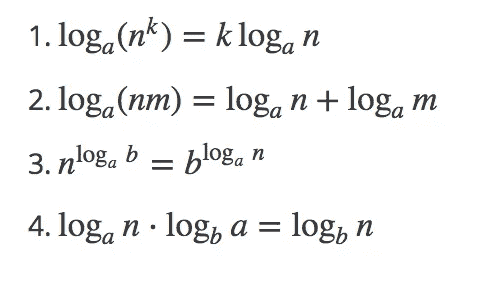 1. logₐ(nᵏ) = k logₐ n
2. logₐ(nm) = logₐ n + logₐ m
3. n^(logₐ b) = b^(logₐ n)
4. logₐ n · log_b a = log_b n